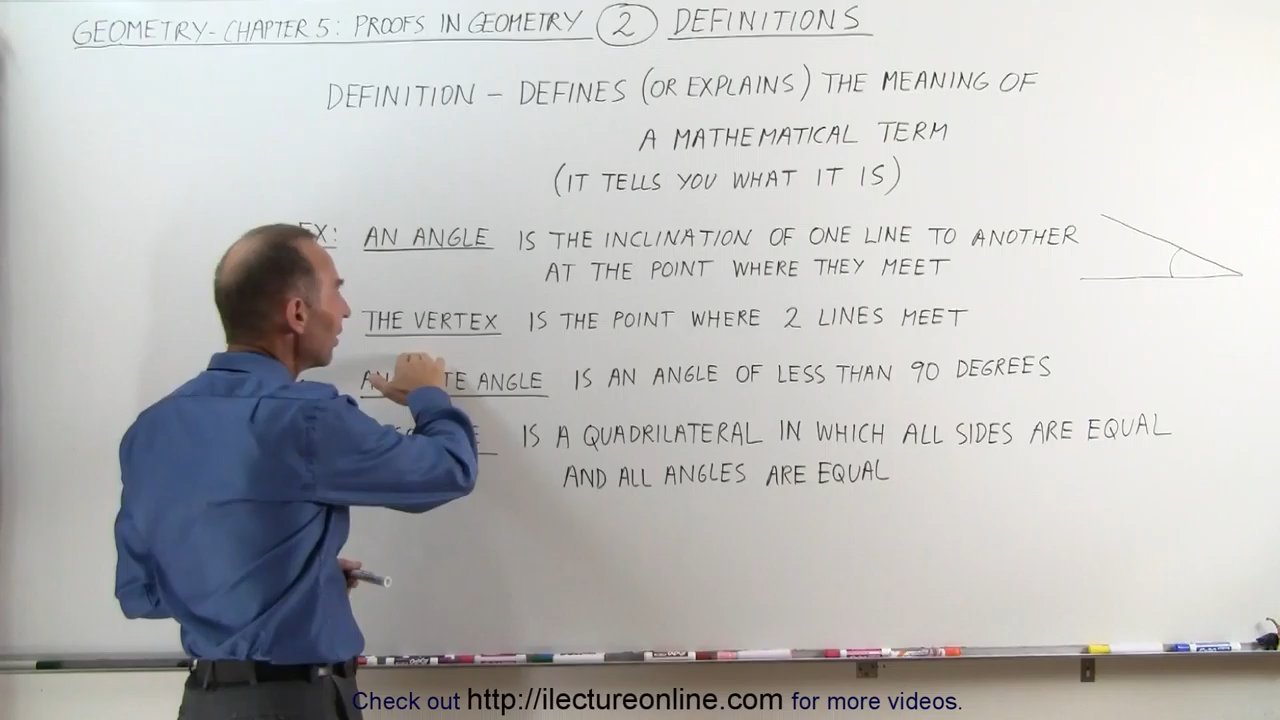 GEOMETRY - CHAPTER 5: PROOFS IN GEOMETRY 2 DEFINITIONS
DEFINITION - DEFINES (OR EXPLAINS) THE MEANING OF
A MATHEMATICAL TERM
(IT TELLS YOU WHAT IT IS)
EX: AN ANGLE IS THE INCLINATION OF ONE LINE TO ANOTHER
AT THE POINT WHERE THEY MEET
THE VERTEX IS THE POINT WHERE 2 LINES MEET
ANGLE IS AN ANGLE OF LESS THAN 90 DEGREES
IS A QUADRILATERAL IN WHICH ALL SIDES ARE EQUAL
AND ALL ANGLES ARE EQUAL
Check out http://ilectureonline.com for more videos.